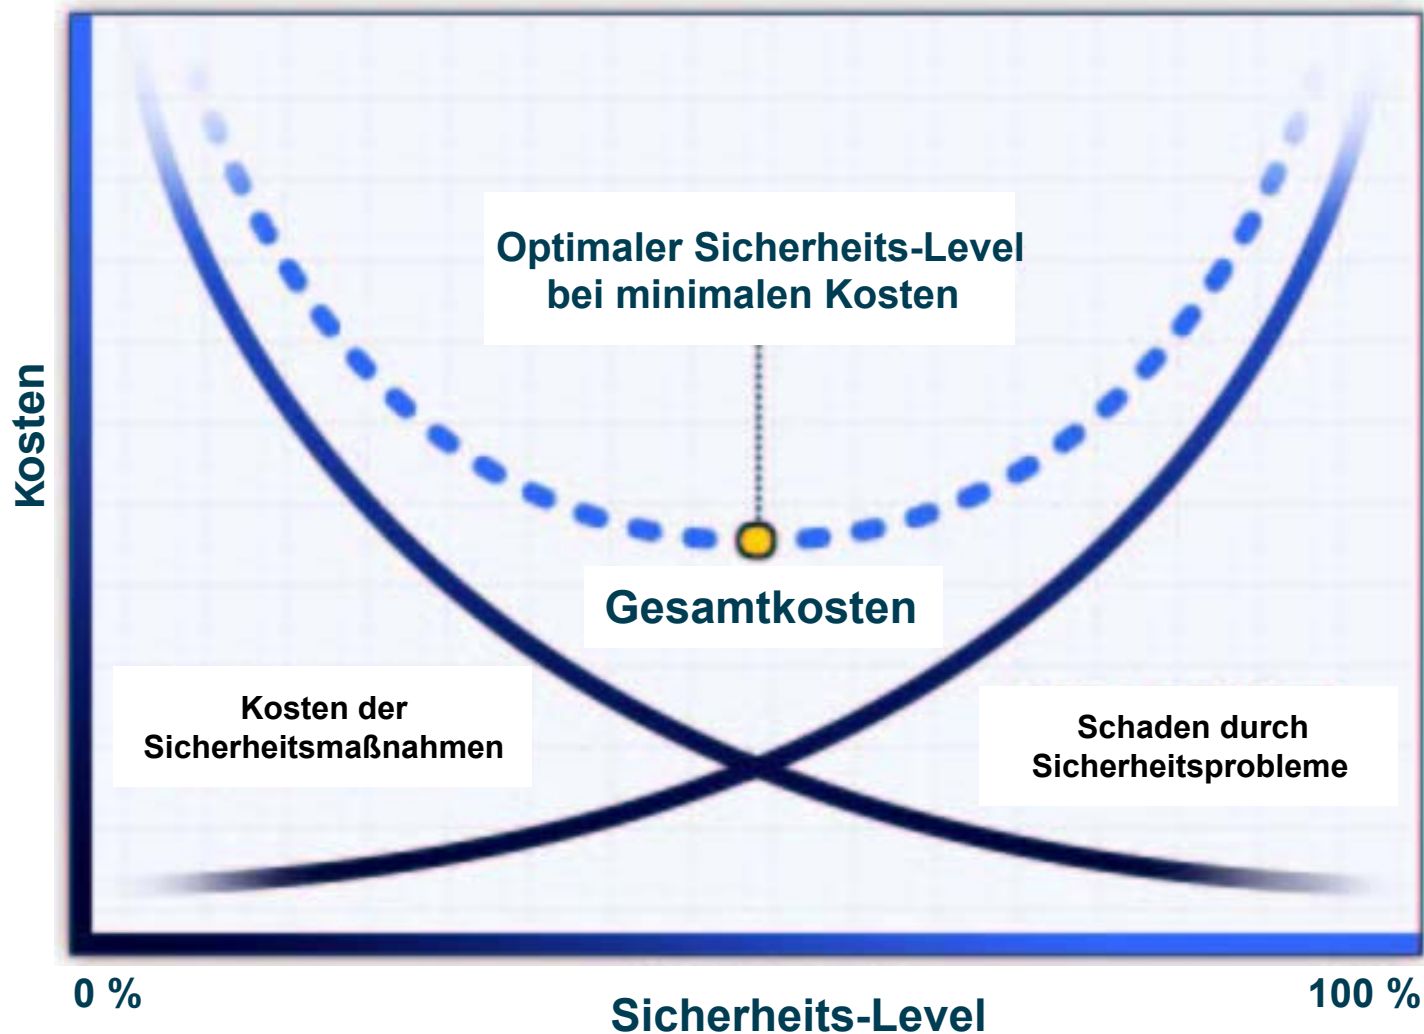 Optimaler Sicherheits-Level
bei minimalen Kosten
Kosten
Gesamtkosten
Kosten der
Sicherheitsmaßnahmen
Schaden durch
Sicherheitsprobleme
0 %
100 %
Sicherheits-Level